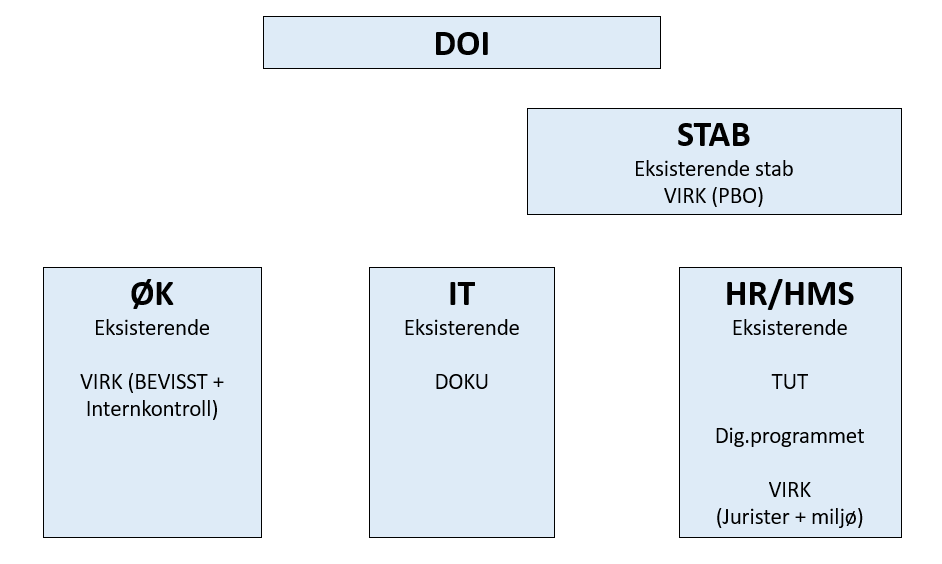 DOI
STAB
Eksisterende stab
VIRK (PBO)
ØK
Eksisterende
VIRK (BEVISST +
Internkontroll)
IT
Eksisterende
DOKU
HR/HMS
Eksisterende
TUT
Dig.programmet
VIRK
(Jurister + miljø)